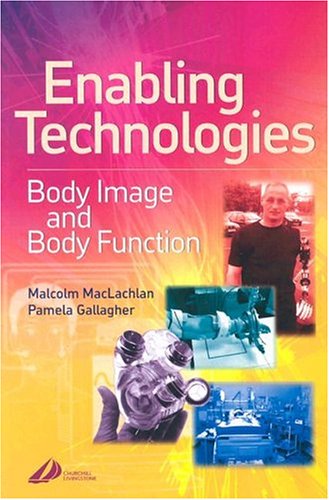 Enabling
Technologies
Body Image
and
Body Function
Malcolm MacLachlan
Pamela Gallagher
CHURCHILL
LIVINGSTONE